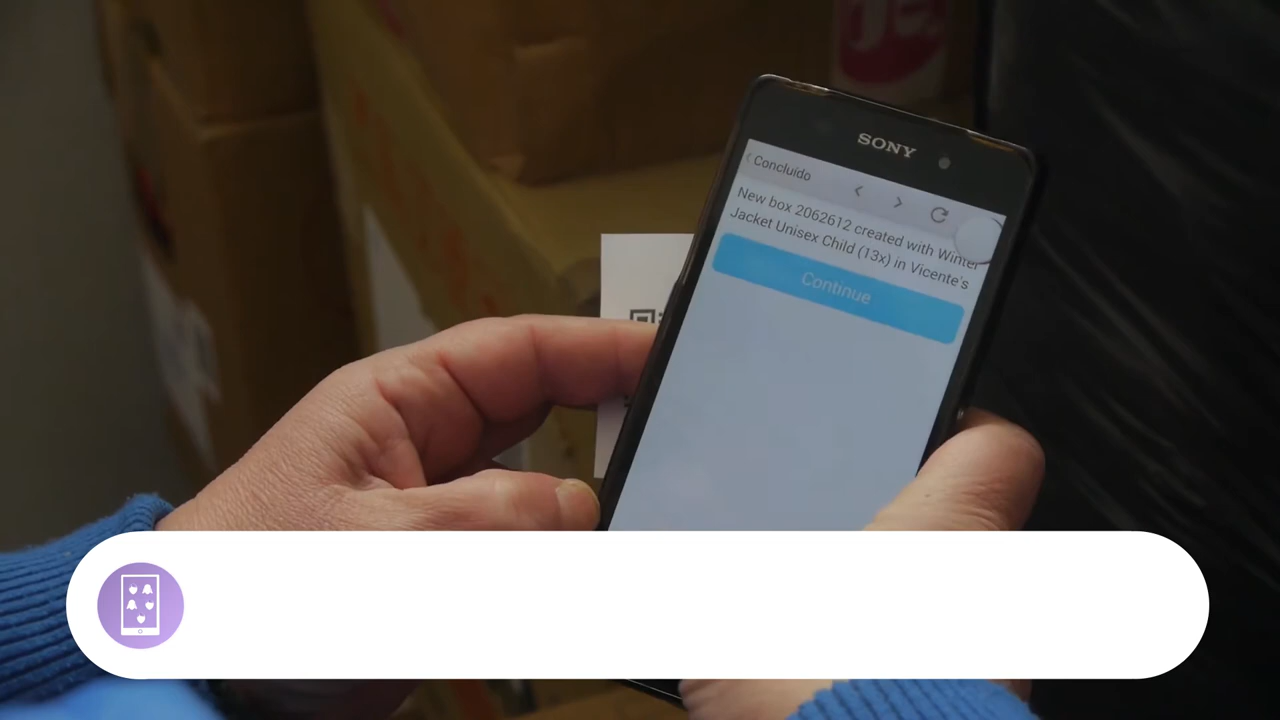 SONY
Concluído
New box 2062612 created with Winter
Jacket Unisex Child (13x) in Vicente's
Continue